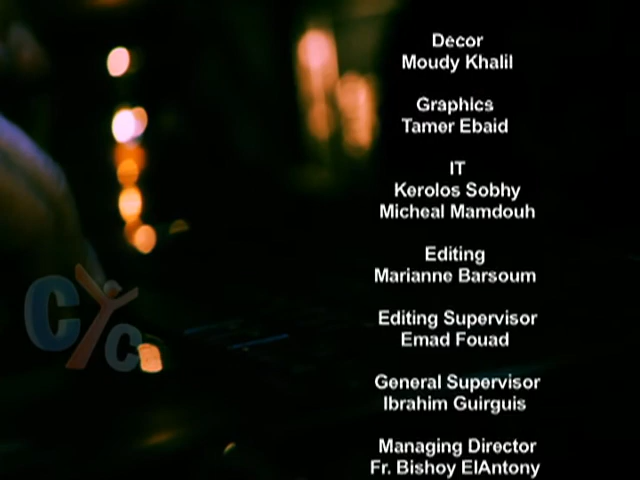 Decor
Moudy Khalil
Graphics
Tamer Ebaid
IT
Kerolos Sobhy
Micheal Mamdouh
Editing
Marianne Barsoum
Editing Supervisor
Emad Fouad
General Supervisor
Ibrahim Guirguis
Managing Director
Fr. Bishoy ElAntony
CYC